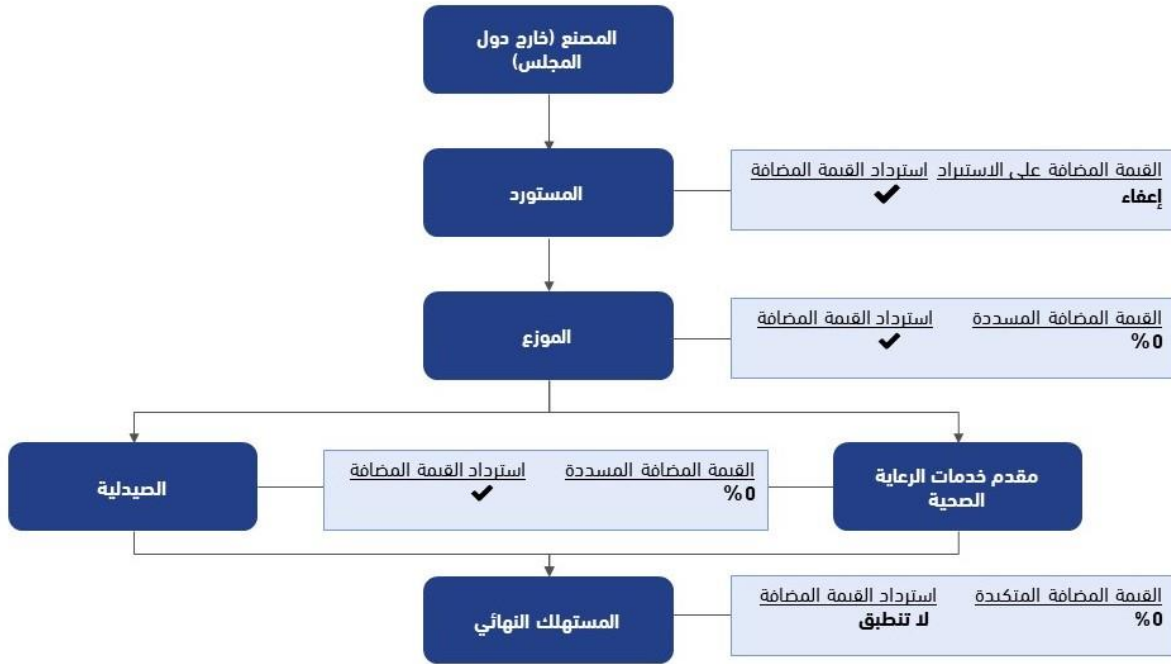 المصنع (خارج دول
المجلس)
المستورد
القيمة المضافة على الاستيراد استرداد القيمة المضافة
إعفاء ✔
الموزع
القيمة المضافة المسددة استرداد القيمة المضافة
%0 ✔
مقدم خدمات الرعاية
الصحية
القيمة المضافة المسددة استرداد القيمة المضافة
%0 ✔
الصيدلية
المستهلك النهائي
القيمة المضافة المتكبدة استرداد القيمة المضافة
%0 لا تنطبق